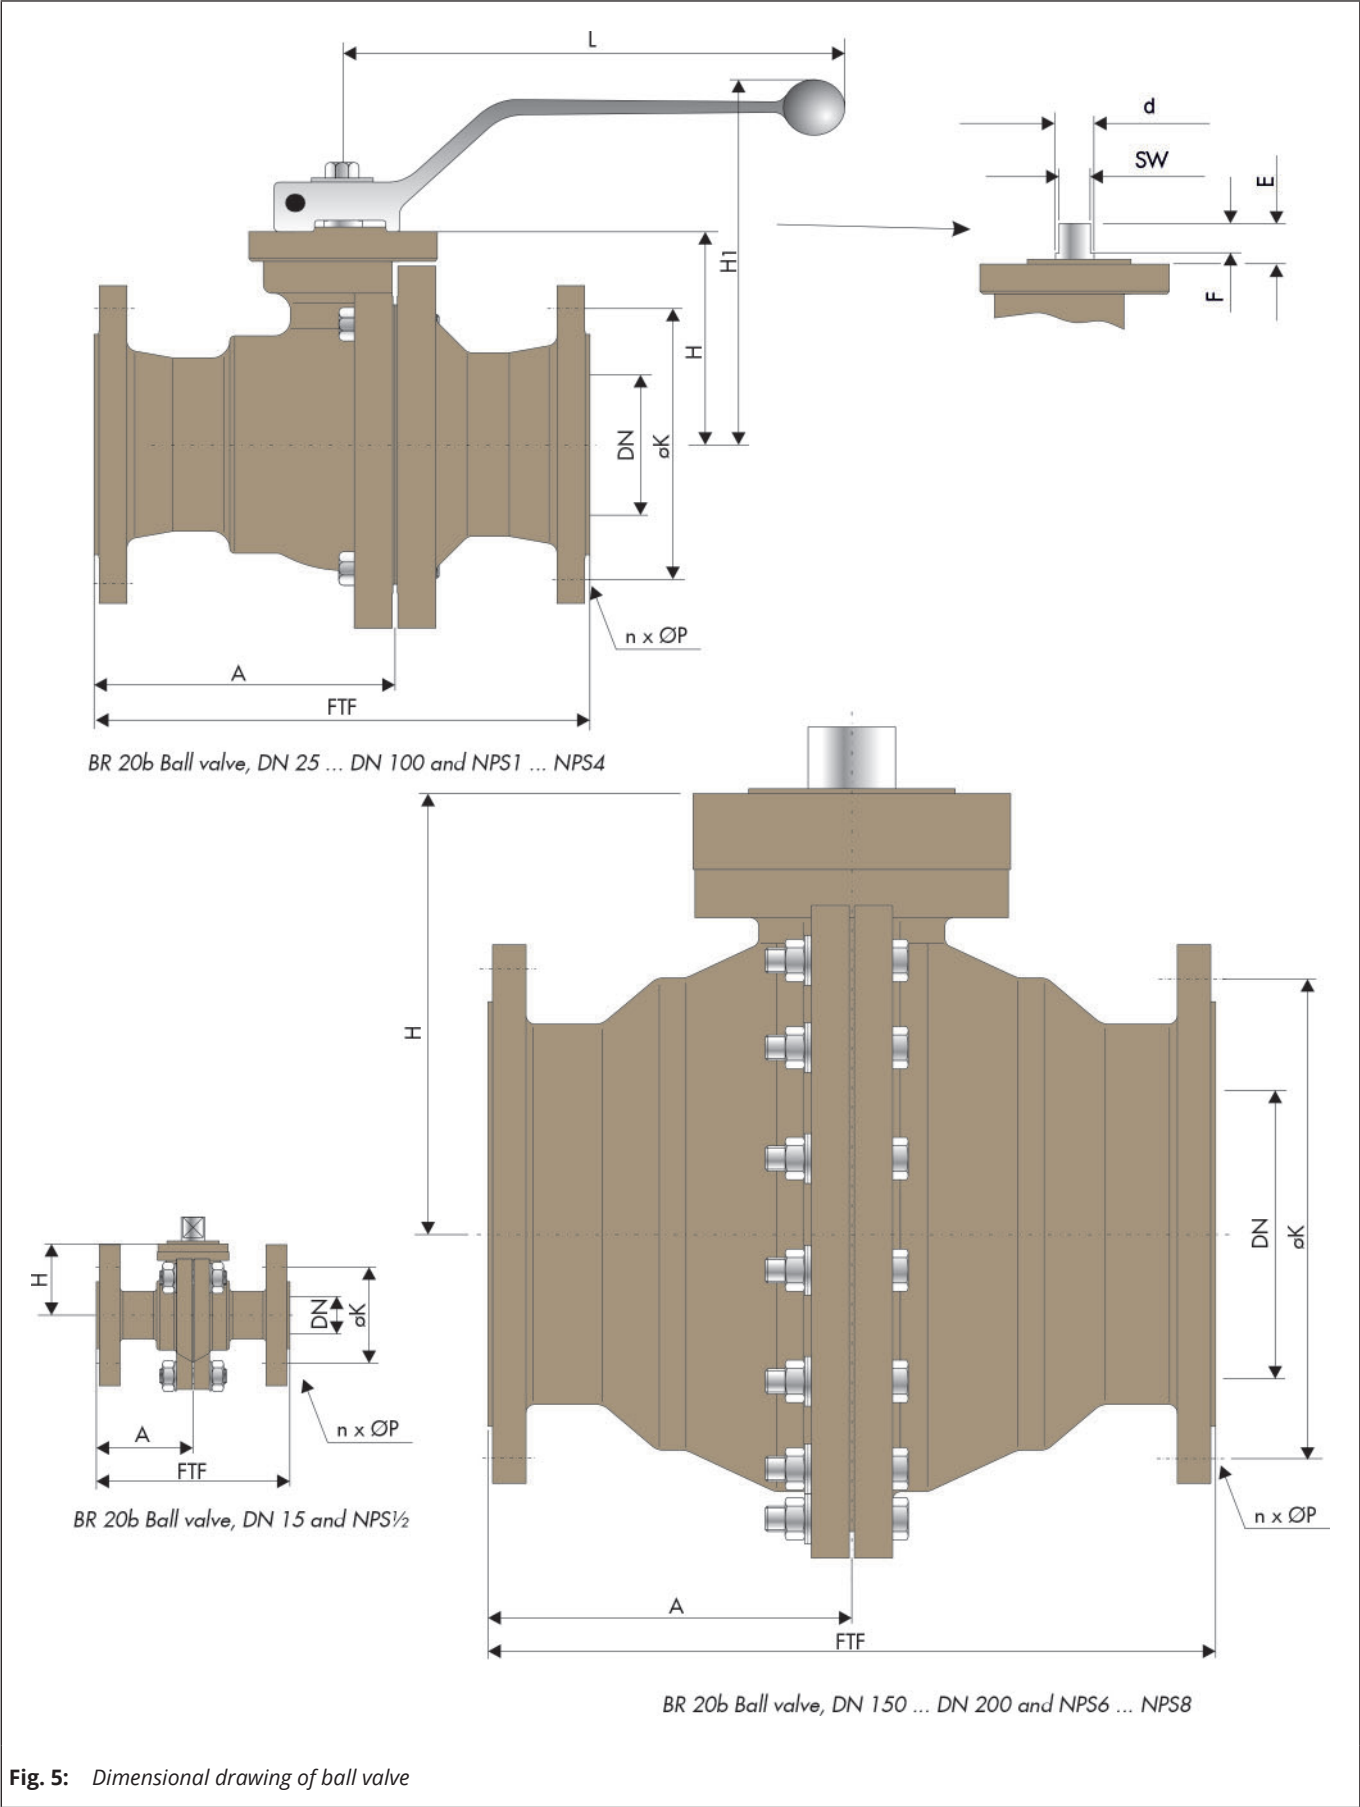 L
d
SW
E
F
H1
H
DN
øK
n x ØP
A
FTF
BR 20b Ball valve, DN 25 ... DN 100 and NPS1 ... NPS4
H
DN
øK
n x ØP
A
FTF
BR 20b Ball valve, DN 15 and NPS½
H
DN
øK
n x ØP
A
FTF
BR 20b Ball valve, DN 150 ... DN 200 and NPS6 ... NPS8
Fig. 5: Dimensional drawing of ball valve